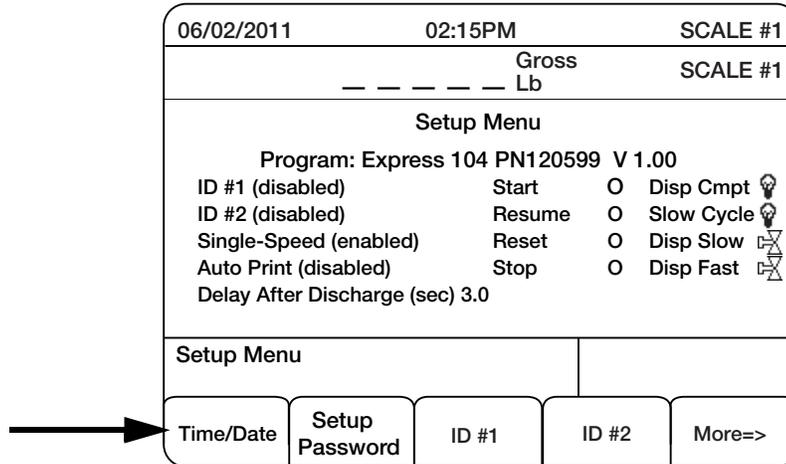 06/02/2011 02:15PM SCALE #1
Gross SCALE #1
_ _ _ _ _ Lb
Setup Menu
Program: Express 104 PN120599 V 1.00
ID #1 (disabled) Start O Disp Cmpt
ID #2 (disabled) Resume O Slow Cycle
Single-Speed (enabled) Reset O Disp Slow
Auto Print (disabled) Stop O Disp Fast
Delay After Discharge (sec) 3.0
Setup Menu
Time/Date Setup Password ID #1 ID #2 More=>